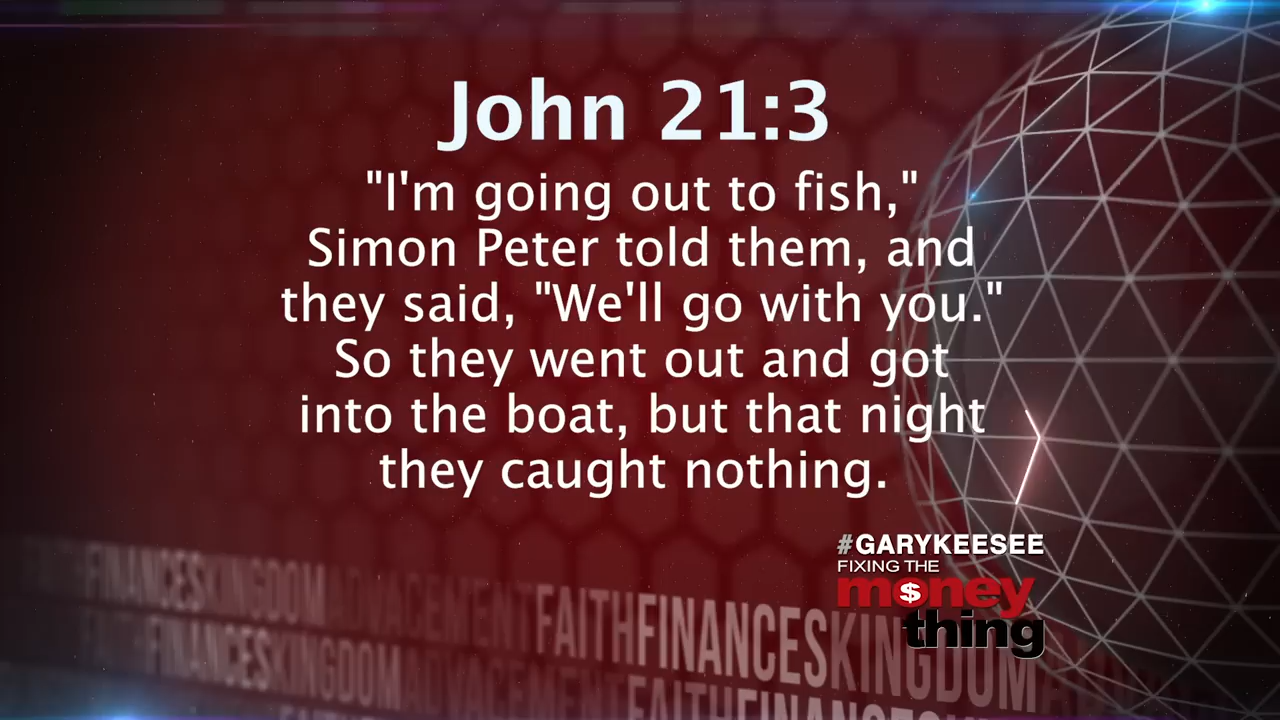 John 21:3
"I'm going out to fish,"
Simon Peter told them, and
they said, "We'll go with you."
So they went out and got
into the boat, but that night
they caught nothing.
#GARYKEESEE
FIXING THE
money
thing
FINANCESKINGDOMADVACEMENTFAITHFINANCESKINGDOM
FINANCESKINGDOMADVACEMENTFAITHFINANCES